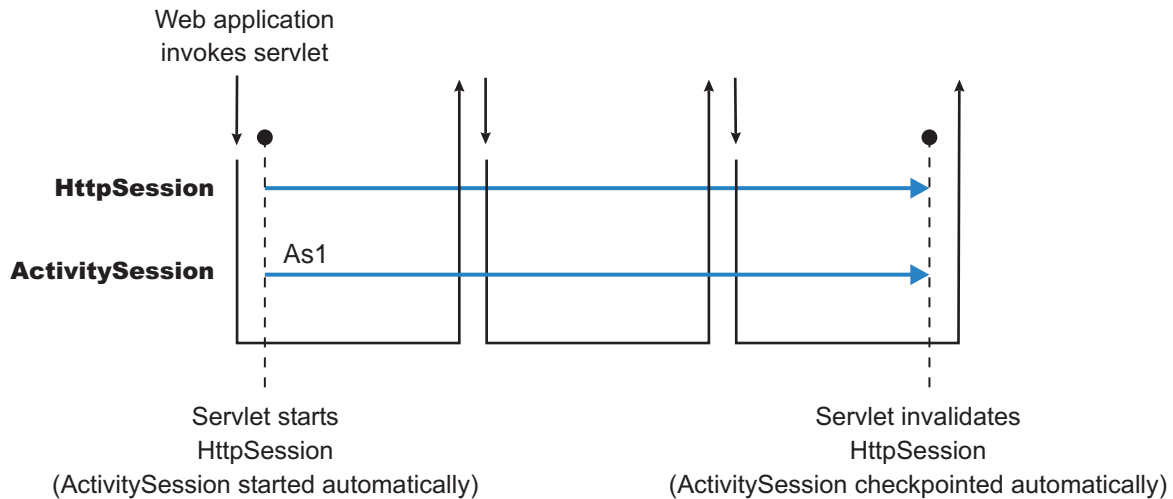 Web application
invokes servlet
HttpSession
As1
ActivitySession
Servlet starts
HttpSession
(ActivitySession started automatically)
Servlet invalidates
HttpSession
(ActivitySession checkpointed automatically)